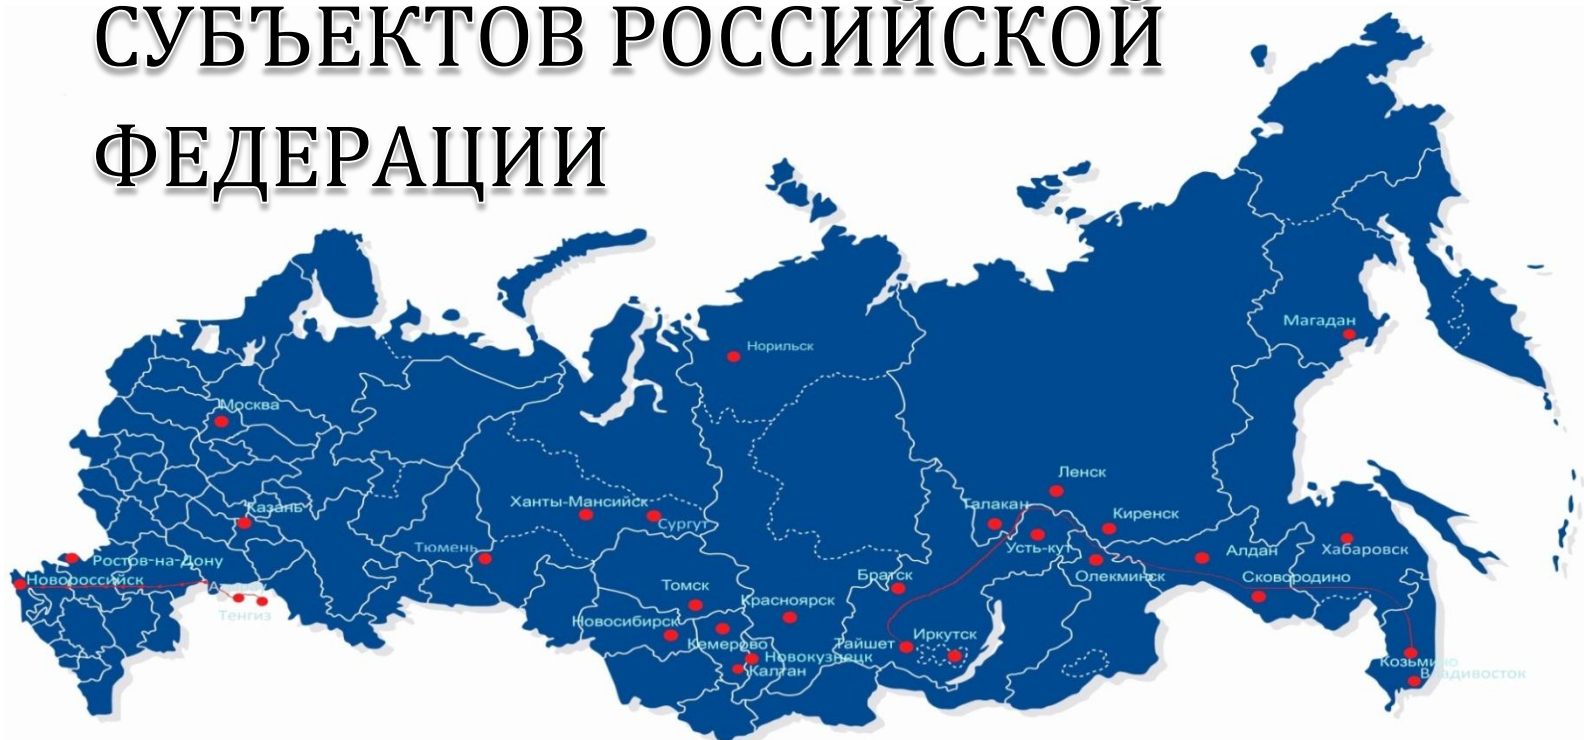 СУБЪЕКТОВ РОССИЙСКОЙ
ФЕДЕРАЦИИ
Магадан
Норильск
Москва
Ленск
Ханты-Мансийск
Талакан
Казань
Киренск
Сургут
Тюмень
Усть-кут
Алдан
Хабаровск
Ростов-на-Дону
Братск
Олекминск
Сковородино
Новороссийск
Томск
Красноярск
Тенгиз
Новосибирск
Кемерово
Тайшет
Иркутск
Новокузнецк
Калтан
Козьмино
Владивосток